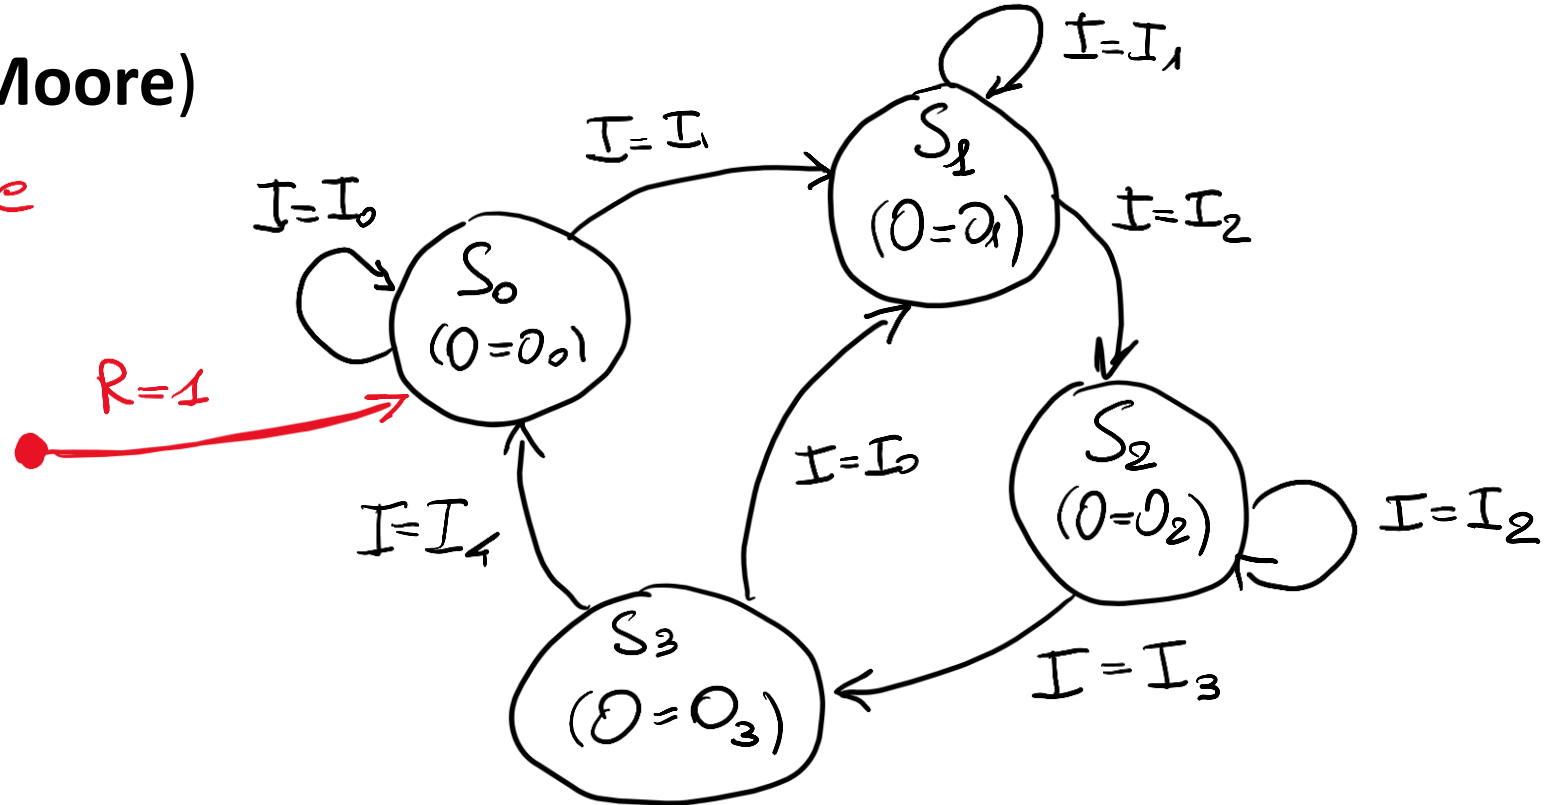 Moore)
e
I=I₁
I=I₁
I=I₀
S₁
(O=O₁)
I=I₂
S₀
(O=O₀)
R=1
I=I₀
S₂
(O=O₂)
I=I₂
I=I₄
S₃
(O=O₃)
I=I₃